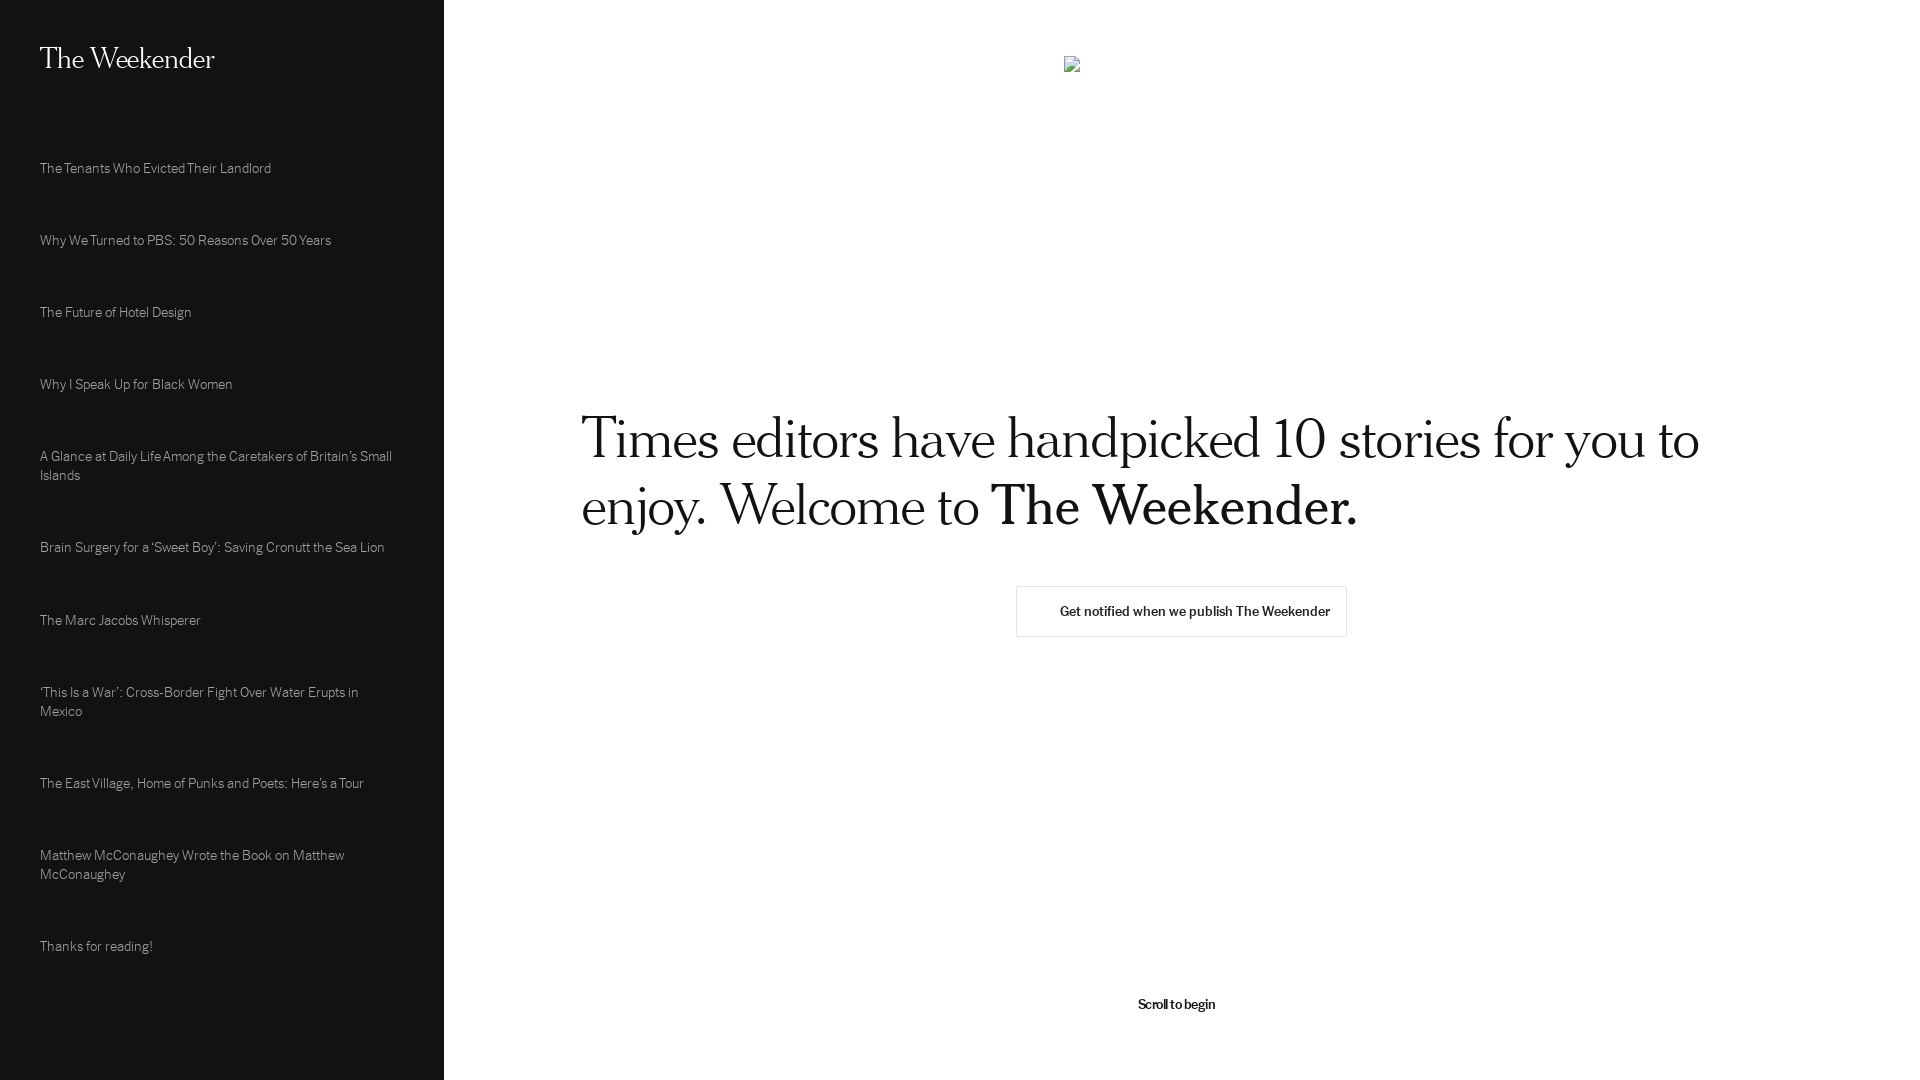 The Weekender
The Tenants Who Evicted Their Landlord
Why We Turned to PBS: 50 Reasons Over 50 Years
The Future of Hotel Design
Why I Speak Up for Black Women
A Glance at Daily Life Among the Caretakers of Britain’s Small
Islands
Brain Surgery for a ‘Sweet Boy’: Saving Cronutt the Sea Lion
The Marc Jacobs Whisperer
‘This Is a War’: Cross-Border Fight Over Water Erupts in
Mexico
The East Village, Home of Punks and Poets: Here’s a Tour
Matthew McConaughey Wrote the Book on Matthew
McConaughey
Thanks for reading!
Times editors have handpicked 10 stories for you to
enjoy. Welcome to The Weekender.
Get notified when we publish The Weekender
Scroll to begin